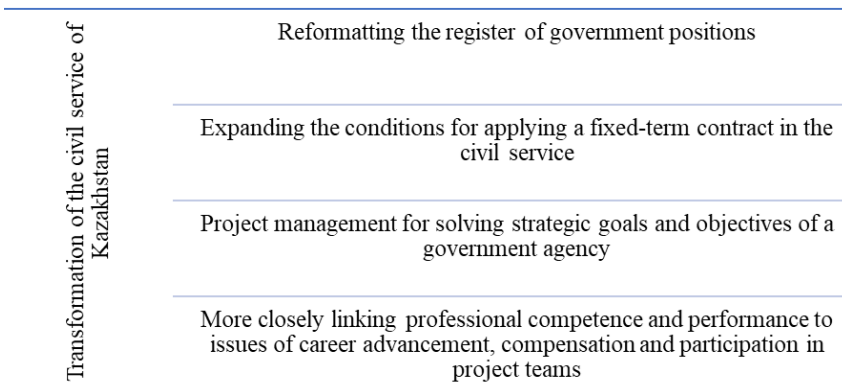 Transformation of the civil service of
Kazakhstan
Reformatting the register of government positions
Expanding the conditions for applying a fixed-term contract in the
civil service
Project management for solving strategic goals and objectives of a
government agency
More closely linking professional competence and performance to
issues of career advancement, compensation and participation in
project teams